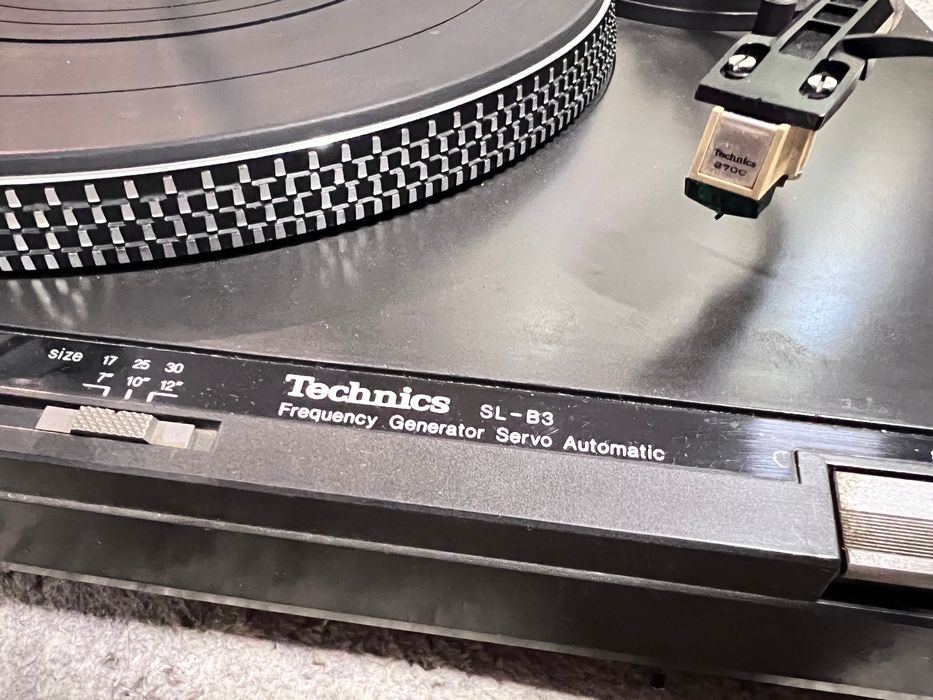 Technics
270C
size 17 25 30
7" 10" 12"
Technics SL-B3
Frequency Generator Servo Automatic